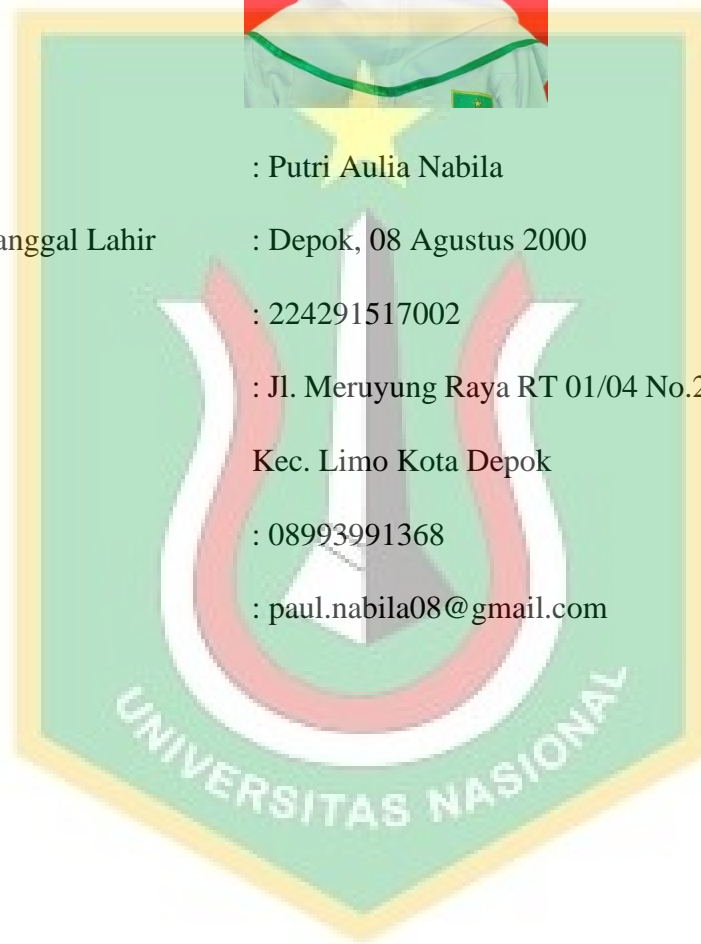 : Putri Aulia Nabila
anggal Lahir : Depok, 08 Agustus 2000
: 224291517002
: Jl. Meruyung Raya RT 01/04 No.2
Kec. Limo Kota Depok
: 08993991368
: paul.nabila08@gmail.com
UNIVERSITAS NASIONAL